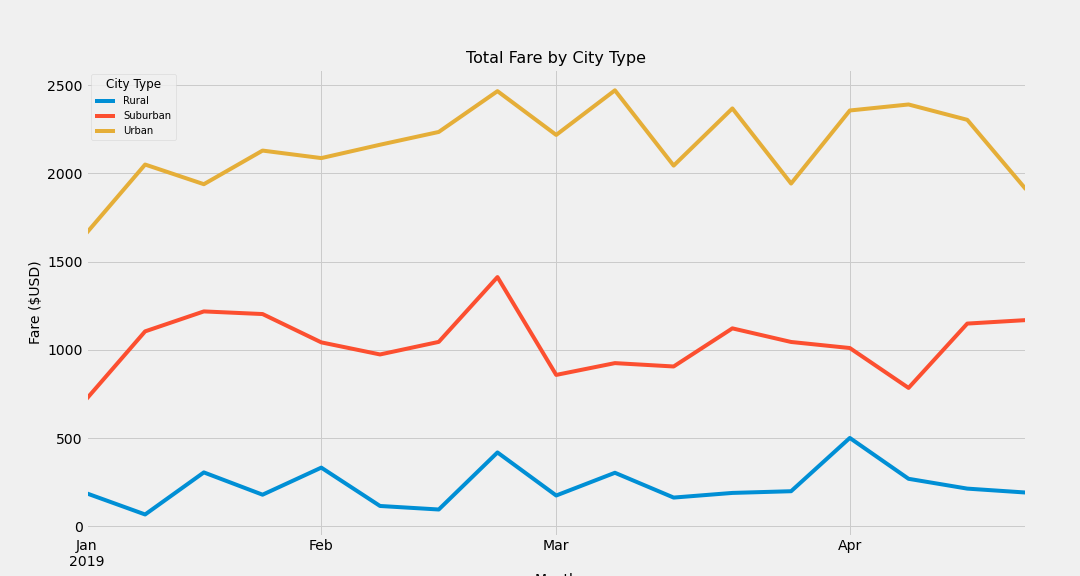 Total Fare by City Type
City Type
Rural
Suburban
Urban
Fare ($USD)
2500
2000
1500
1000
500
0
Jan
2019
Feb
Mar
Apr